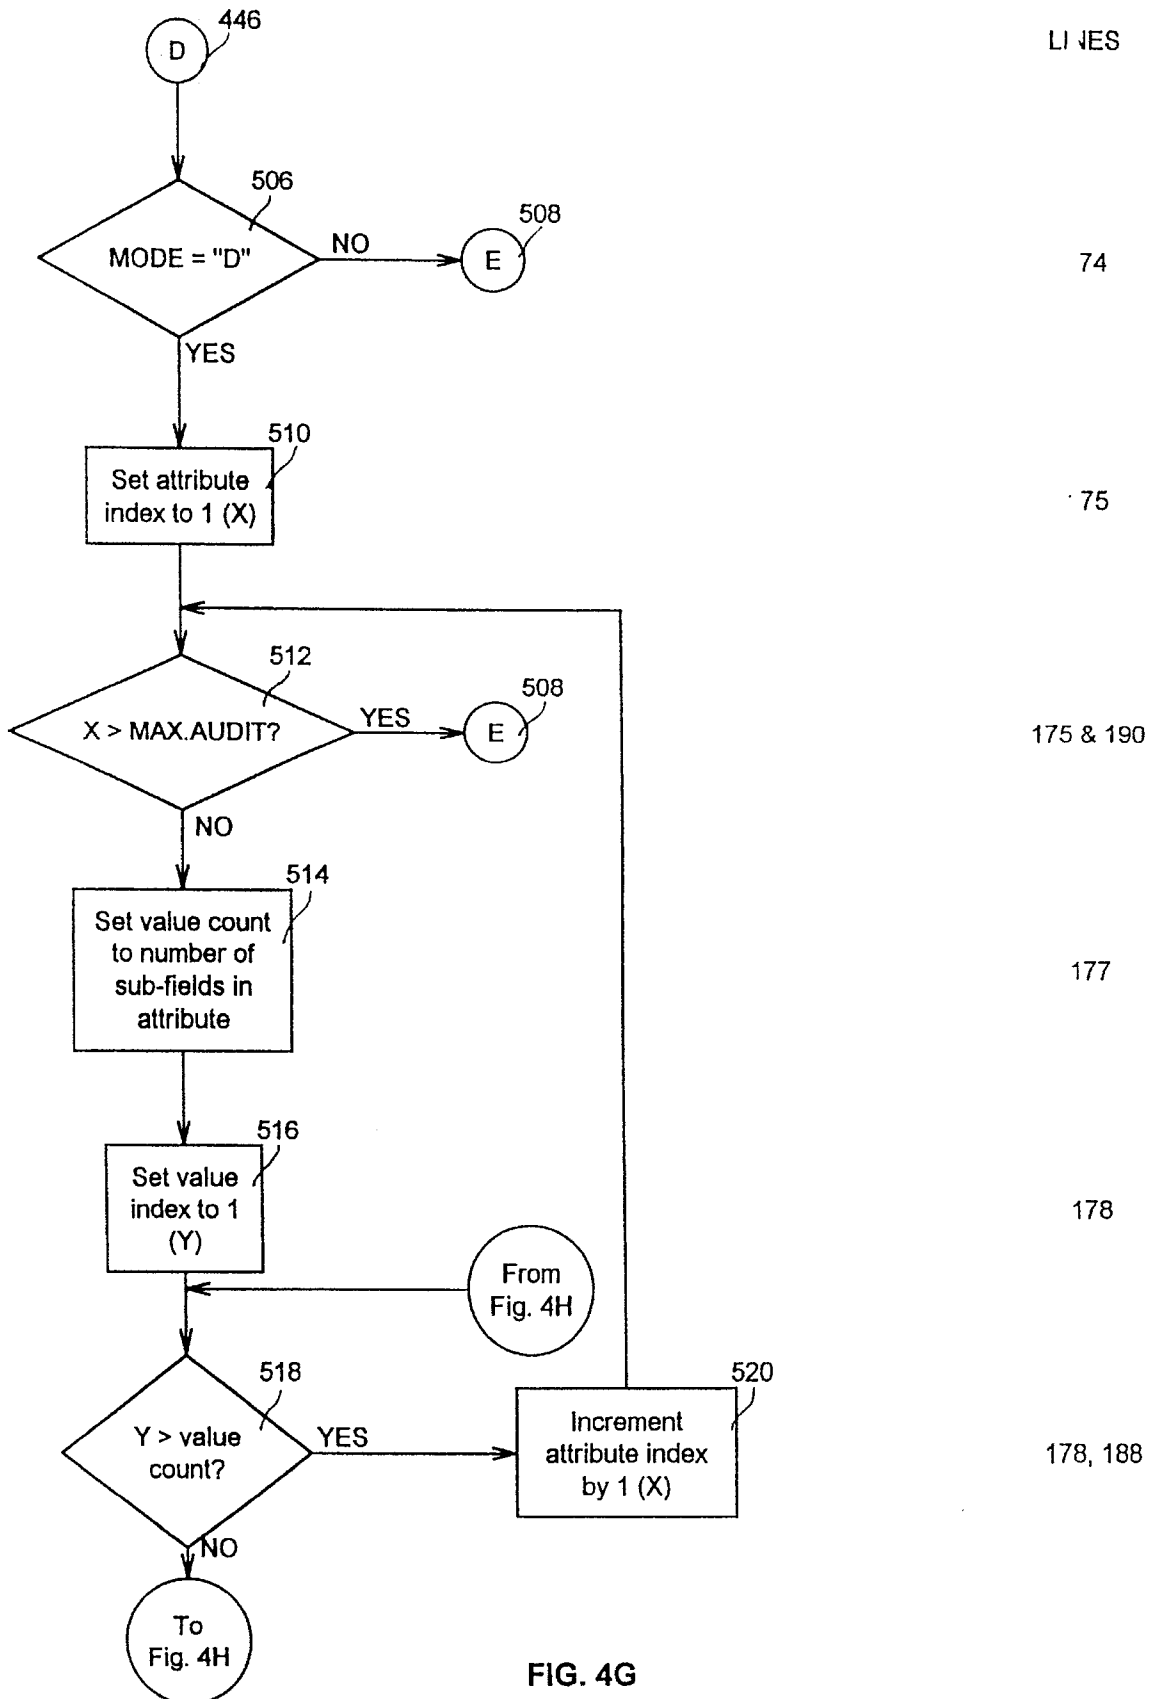 446
LINES
D
506
508
MODE = "D"
NO
E
74
YES
510
Set attribute
index to 1 (X)
75
512
508
X > MAX.AUDIT?
YES
E
175 & 190
NO
514
Set value count
to number of
sub-fields in
attribute
177
516
Set value
index to 1
(Y)
178
From
Fig. 4H
518
520
Y > value
count?
YES
Increment
attribute index
by 1 (X)
178, 188
NO
To
Fig. 4H
FIG. 4G